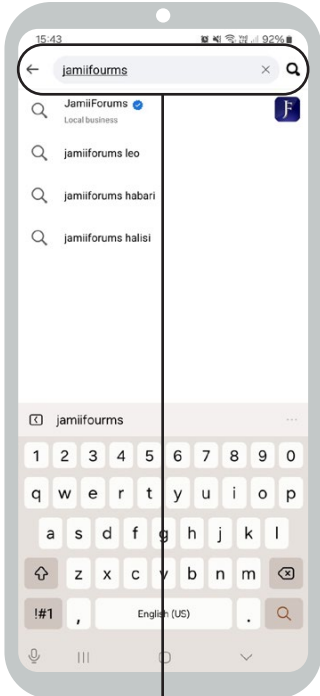 15:43 92%
jamiifourms
JamiiForums
Local business
jamiiforums leo
jamiiforums habari
jamiiforums halisi
jamiifourms
1 2 3 4 5 6 7 8 9 0
q w e r t y u i o p
a s d f g h j k l
z x c v b n m
!#1 , English (US) .